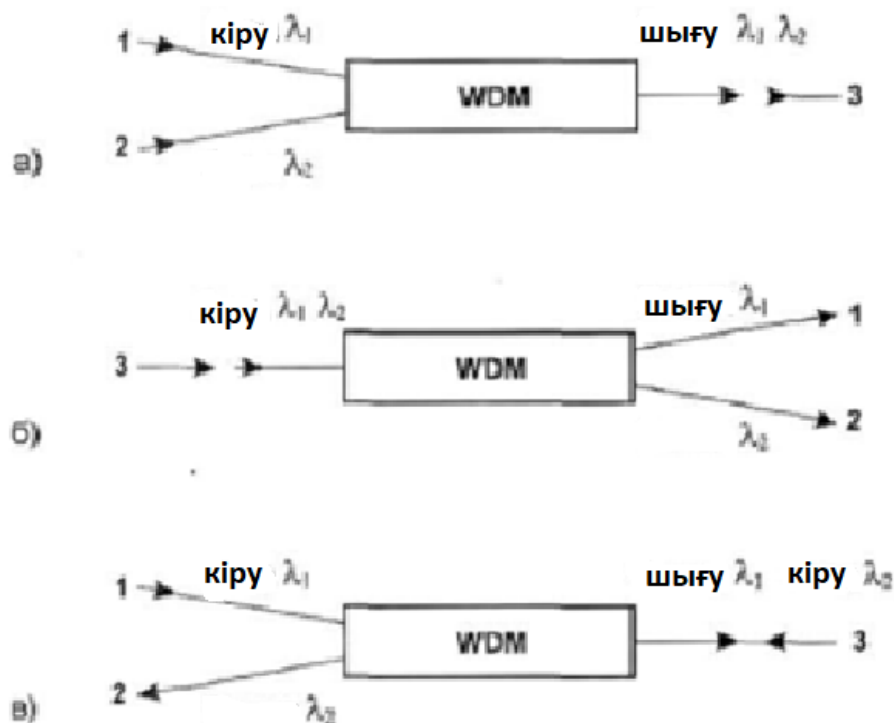 1 кіру λ1 шығу λ1 λ2
WDM 3
2
а) λ2
кіру λ1 λ2 шығу λ1 1
3 WDM
2
б) λ2
1 кіру λ1 шығу λ1 кіру λ2
WDM 3
2 λ2
в)